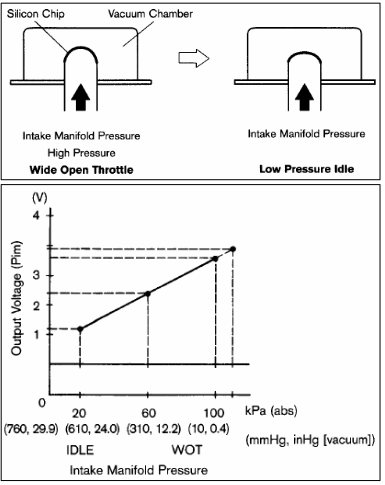 Silicon Chip Vacuum Chamber
Intake Manifold Pressure
High Pressure
Wide Open Throttle
Intake Manifold Pressure
Low Pressure Idle
(V)
4
3
2
1
0
Output Voltage (Pim)
20 60 100 kPa (abs)
(760, 29.9) (610, 24.0) (310, 12.2) (10, 0.4)
(mmHg, inHg [vacuum])
IDLE WOT
Intake Manifold Pressure